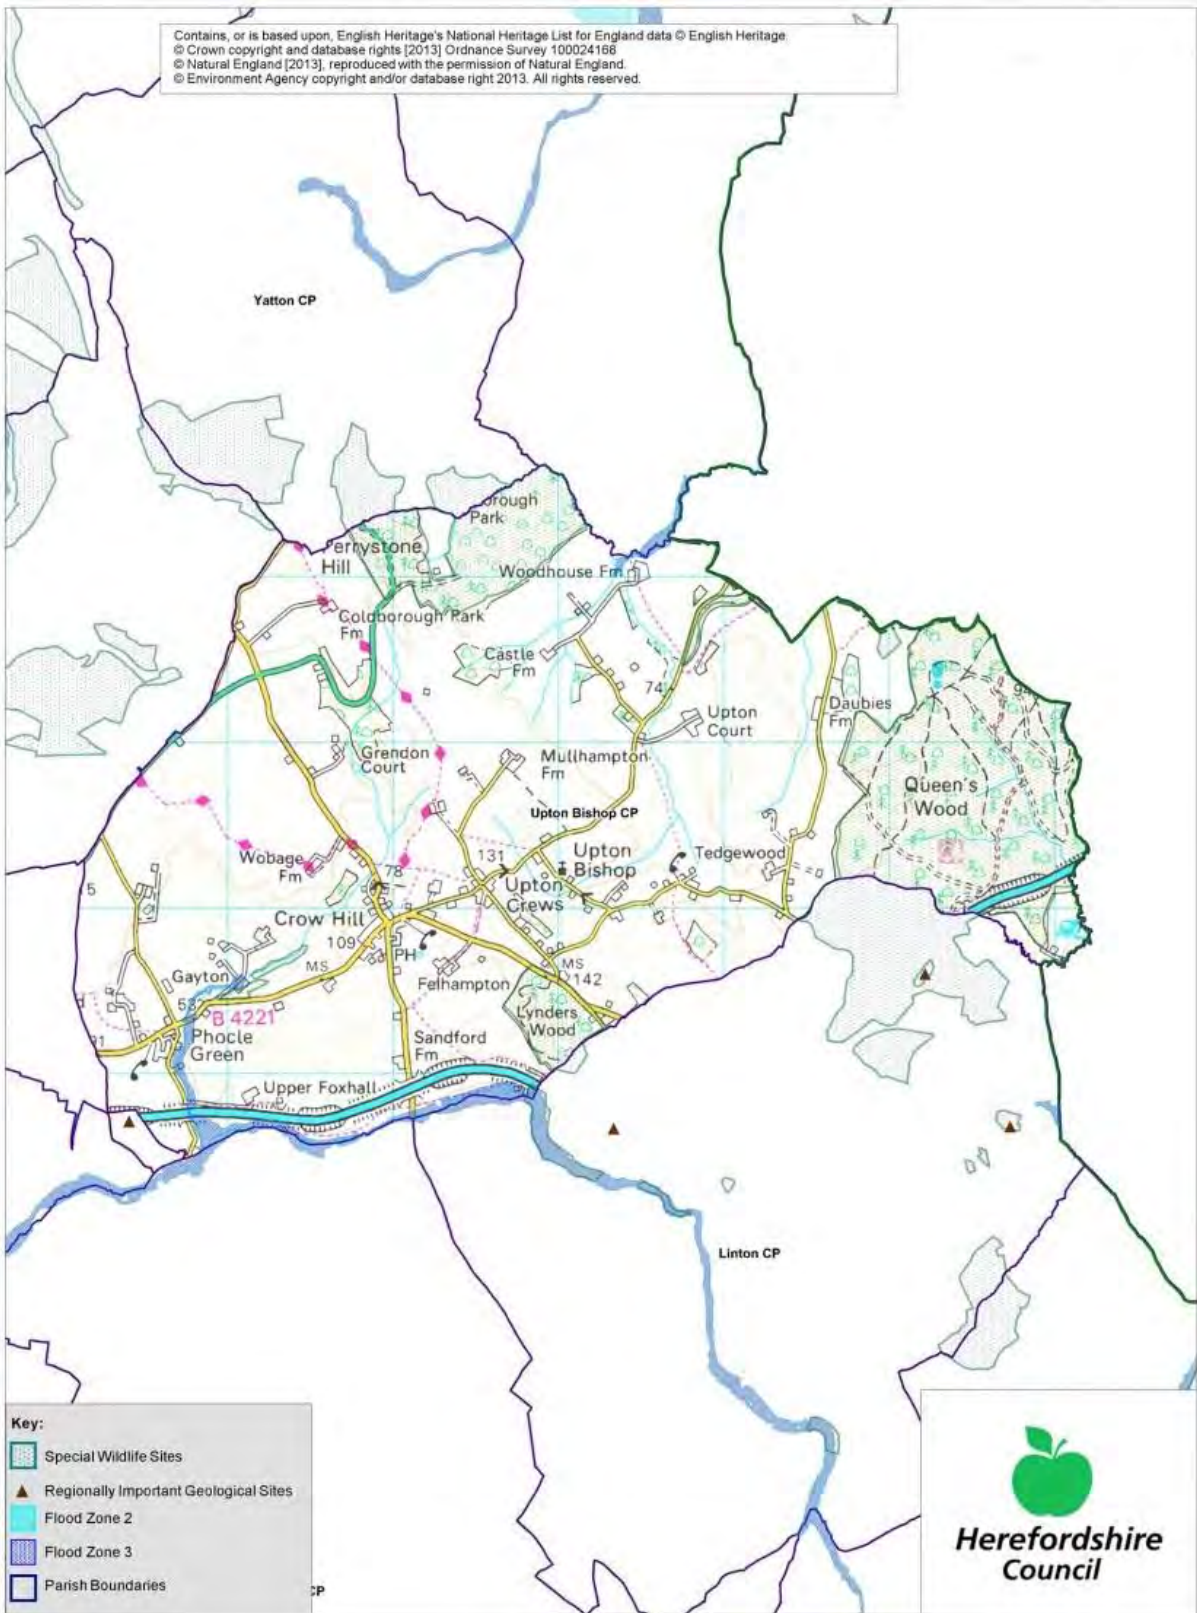 Contains, or is based upon, English Heritage's National Heritage List for England data © English Heritage
© Crown copyright and database rights [2013] Ordnance Survey 100024168
© Natural England [2013], reproduced with the permission of Natural England.
© Environment Agency copyright and/or database right 2013. All rights reserved.
Yatton CP
orough
Park
errystone
Hill
Woodhouse Fm
Coldborough Park
Fm
Castle
Fm
74
Upton
Court
Daubies
Fm
94
Grendon
Court
Mullhampton
Fm
Queen's
Wood
Upton Bishop CP
Wobage
Fm
78
131
Upton
Bishop
Tedgewood
Upton
Crews
5
Crow Hill
109
PH
MS
MS
142
Gayton
Felhampton
53
B 4221
Lynders
Wood
Phocle
Green
91
Sandford
Fm
Upper Foxhall
Linton CP
Key:
Special Wildlife Sites
Regionally Important Geological Sites
Flood Zone 2
Flood Zone 3
Parish Boundaries
CP
Herefordshire
Council